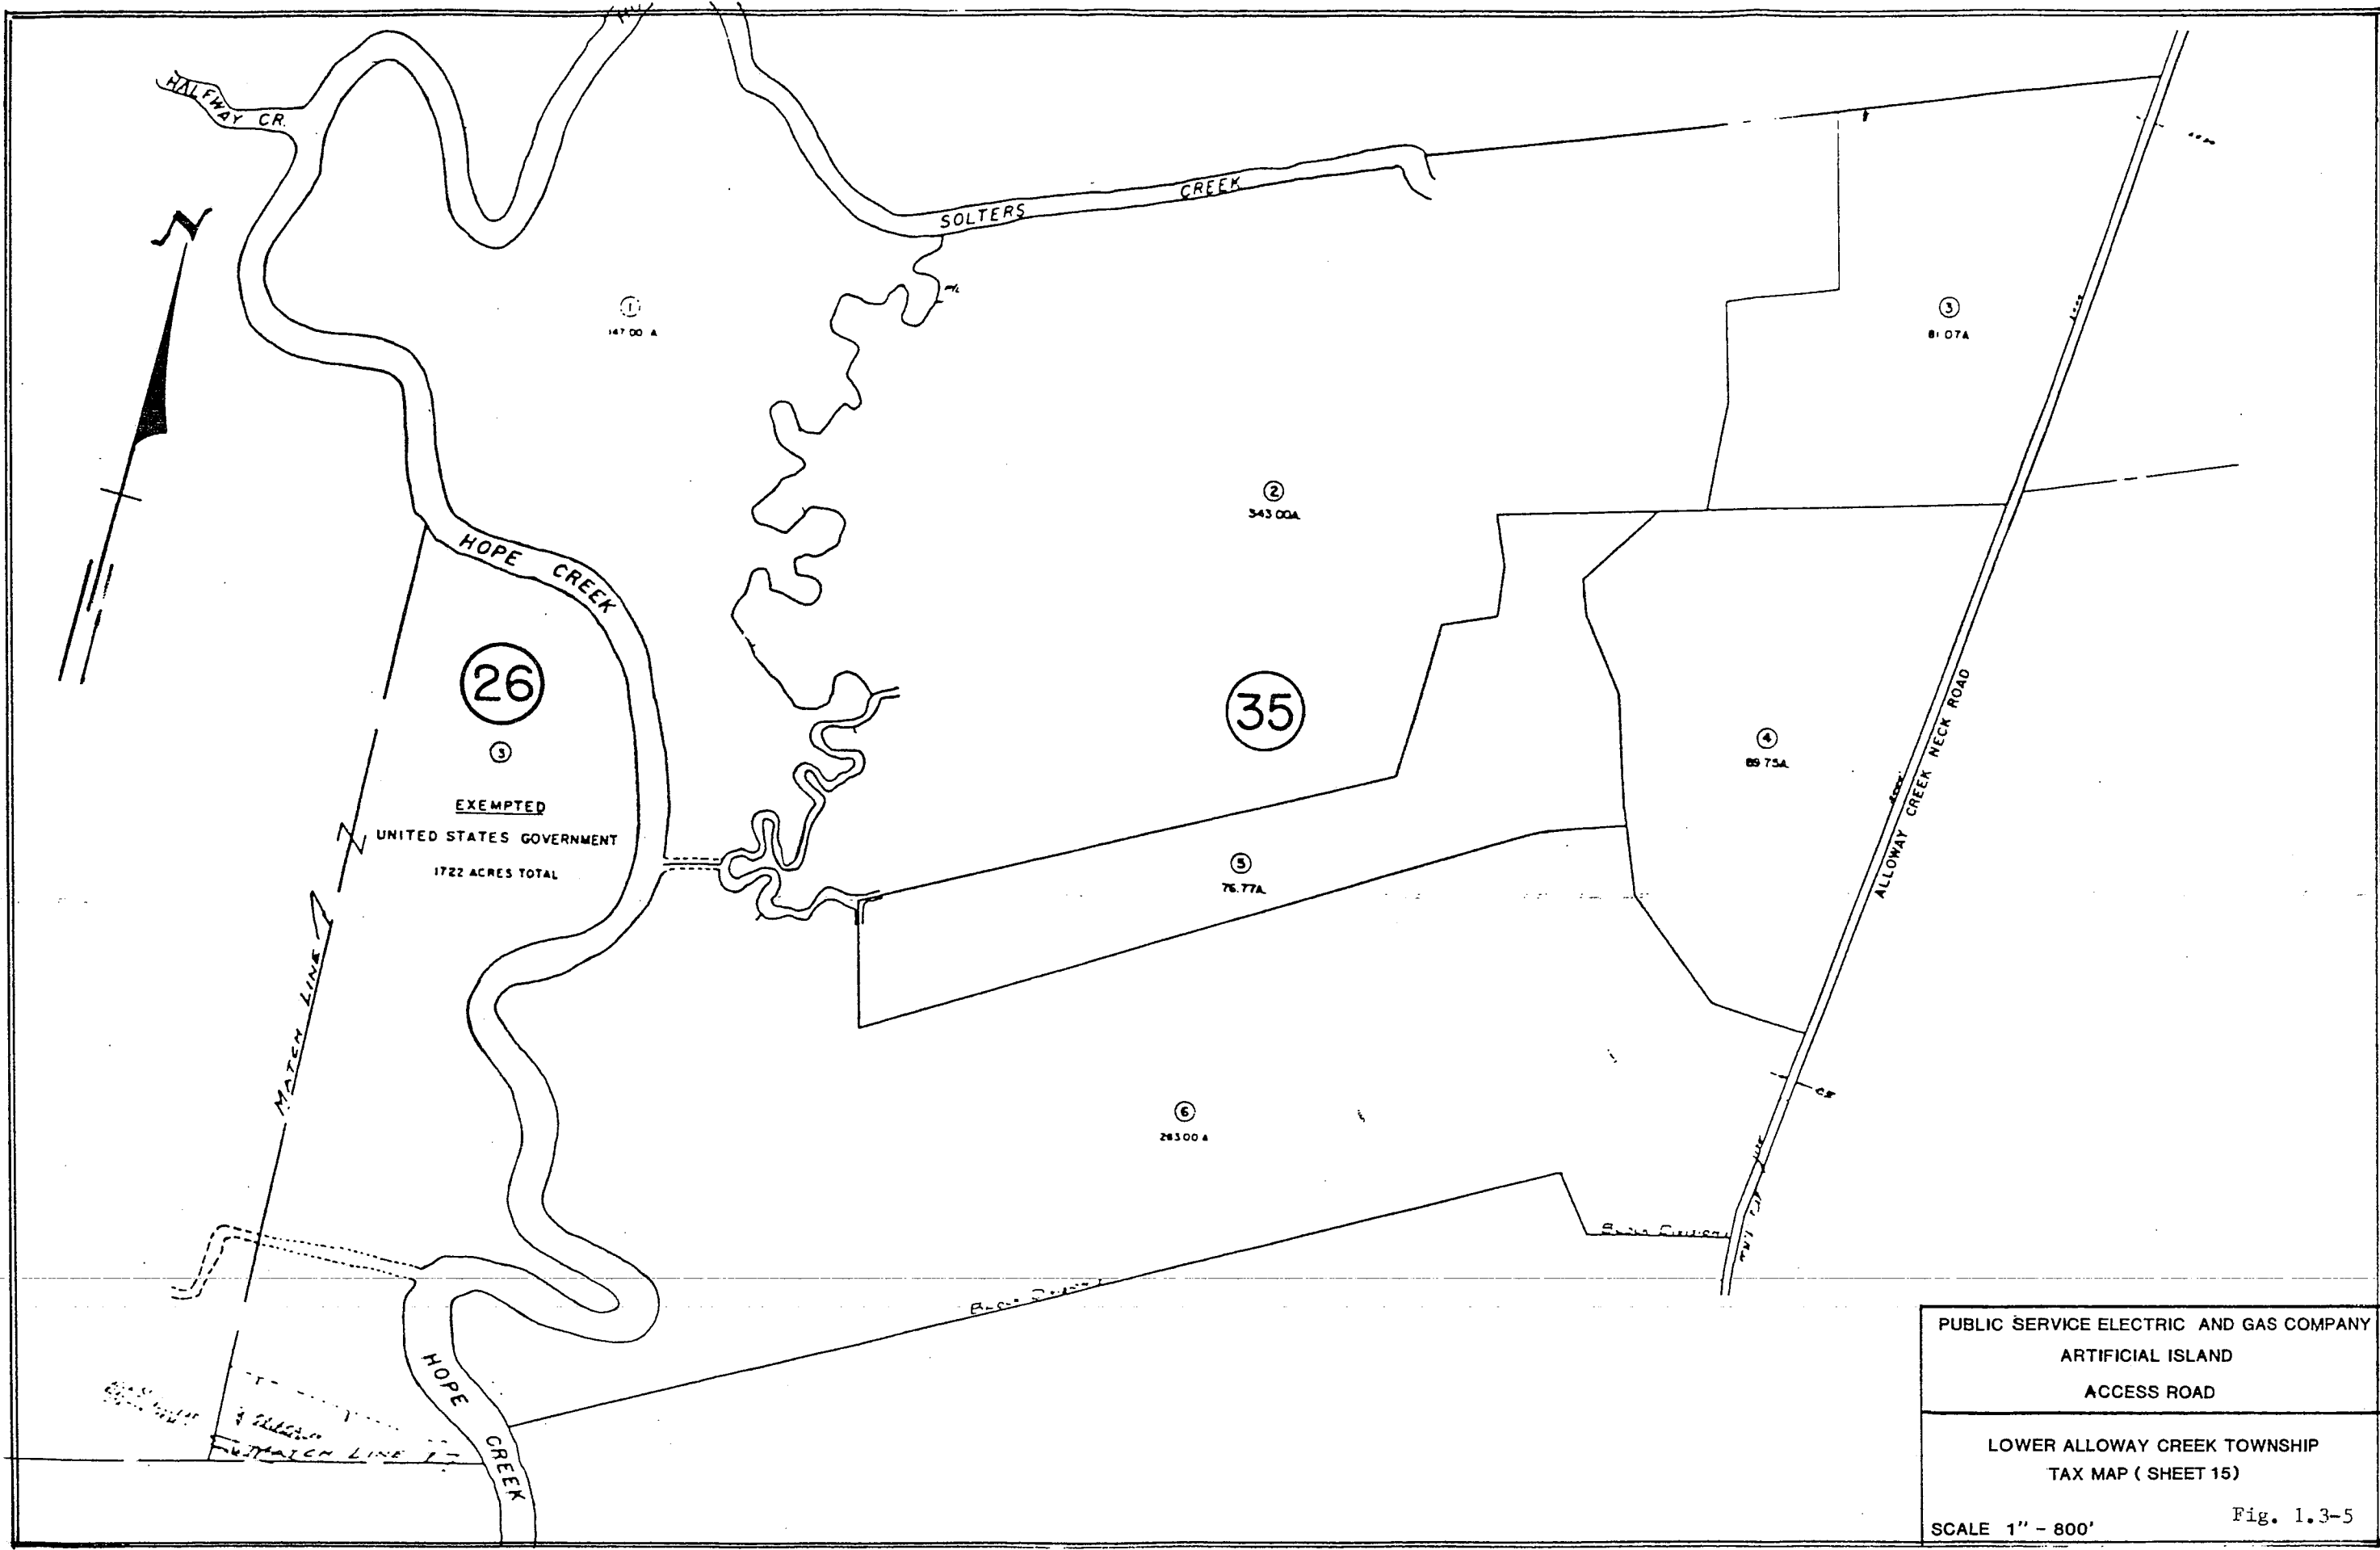 HALFWAY CR.
N
SOLTERS CREEK
①
147.00 A
③
81.07A
②
343.00A
HOPE CREEK
26
③
EXEMPTED
UNITED STATES GOVERNMENT
1722 ACRES TOTAL
35
④
89.75A
ALLOWAY CREEK NECK ROAD
⑤
76.77A
MATCH LINE
⑥
283.00 A
HOPE CREEK
MATCH LINE
PUBLIC SERVICE ELECTRIC AND GAS COMPANY
ARTIFICIAL ISLAND
ACCESS ROAD
LOWER ALLOWAY CREEK TOWNSHIP
TAX MAP ( SHEET 15)
SCALE 1" - 800'
Fig. 1.3-5